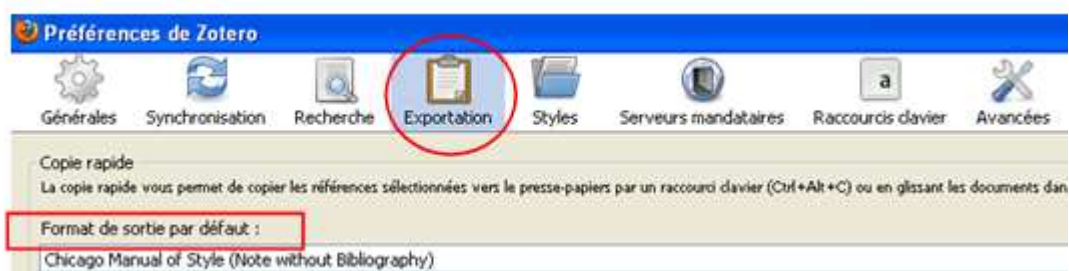 Préférences de Zotero
Générales Synchronisation Recherche Exportation Styles Serveurs mandataires Raccourcis clavier Avancées
a
Copie rapide
La copie rapide vous permet de copier les références sélectionnées vers le presse-papiers par un raccourci clavier (Ctrl+Alt+C) ou en glissant les documents dan
Format de sortie par défaut :
Chicago Manual of Style (Note without Bibliography)